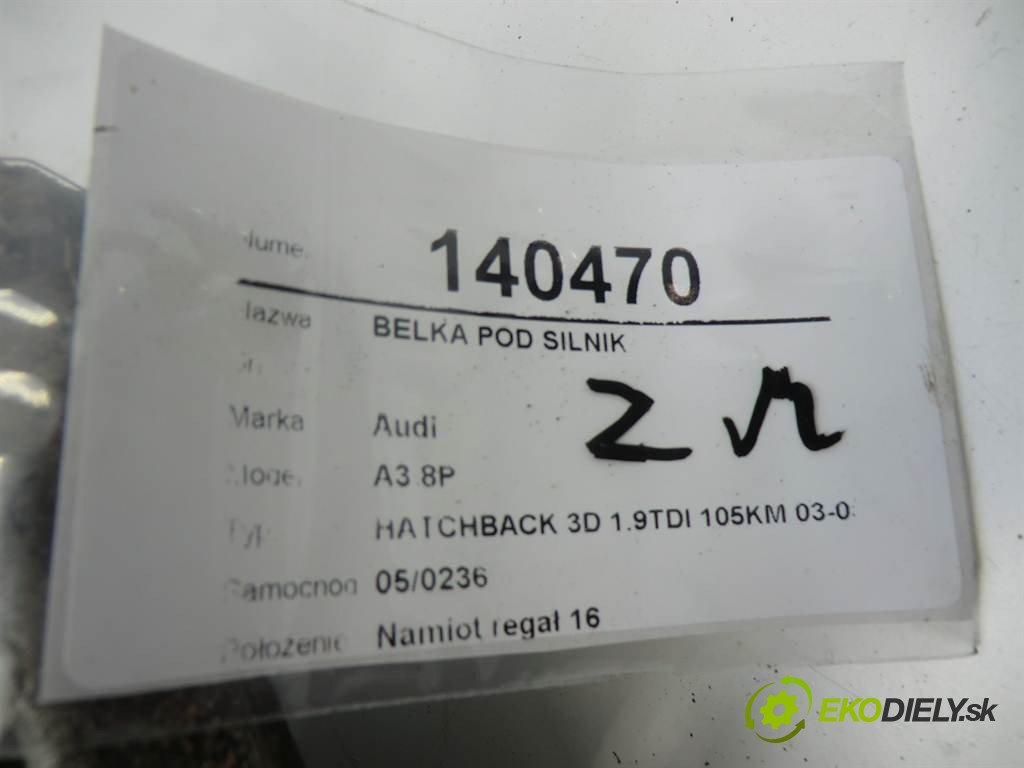 140470
BELKA POD SILNIK
Marka Audi
A3 8P
HATCHBACK 3D 1.9TDI 105KM 03-0
05/0236
Namiot regał 16
EKODIELY.sk